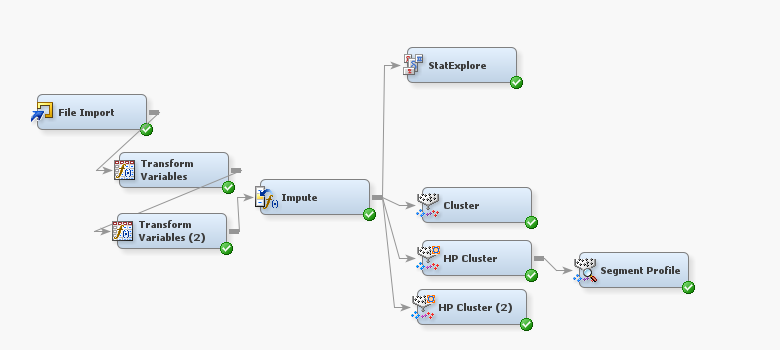 StatExplore
File Import
Transform
Variables
Impute
Cluster
Transform
Variables (2)
HP Cluster
Segment Profile
HP Cluster (2)